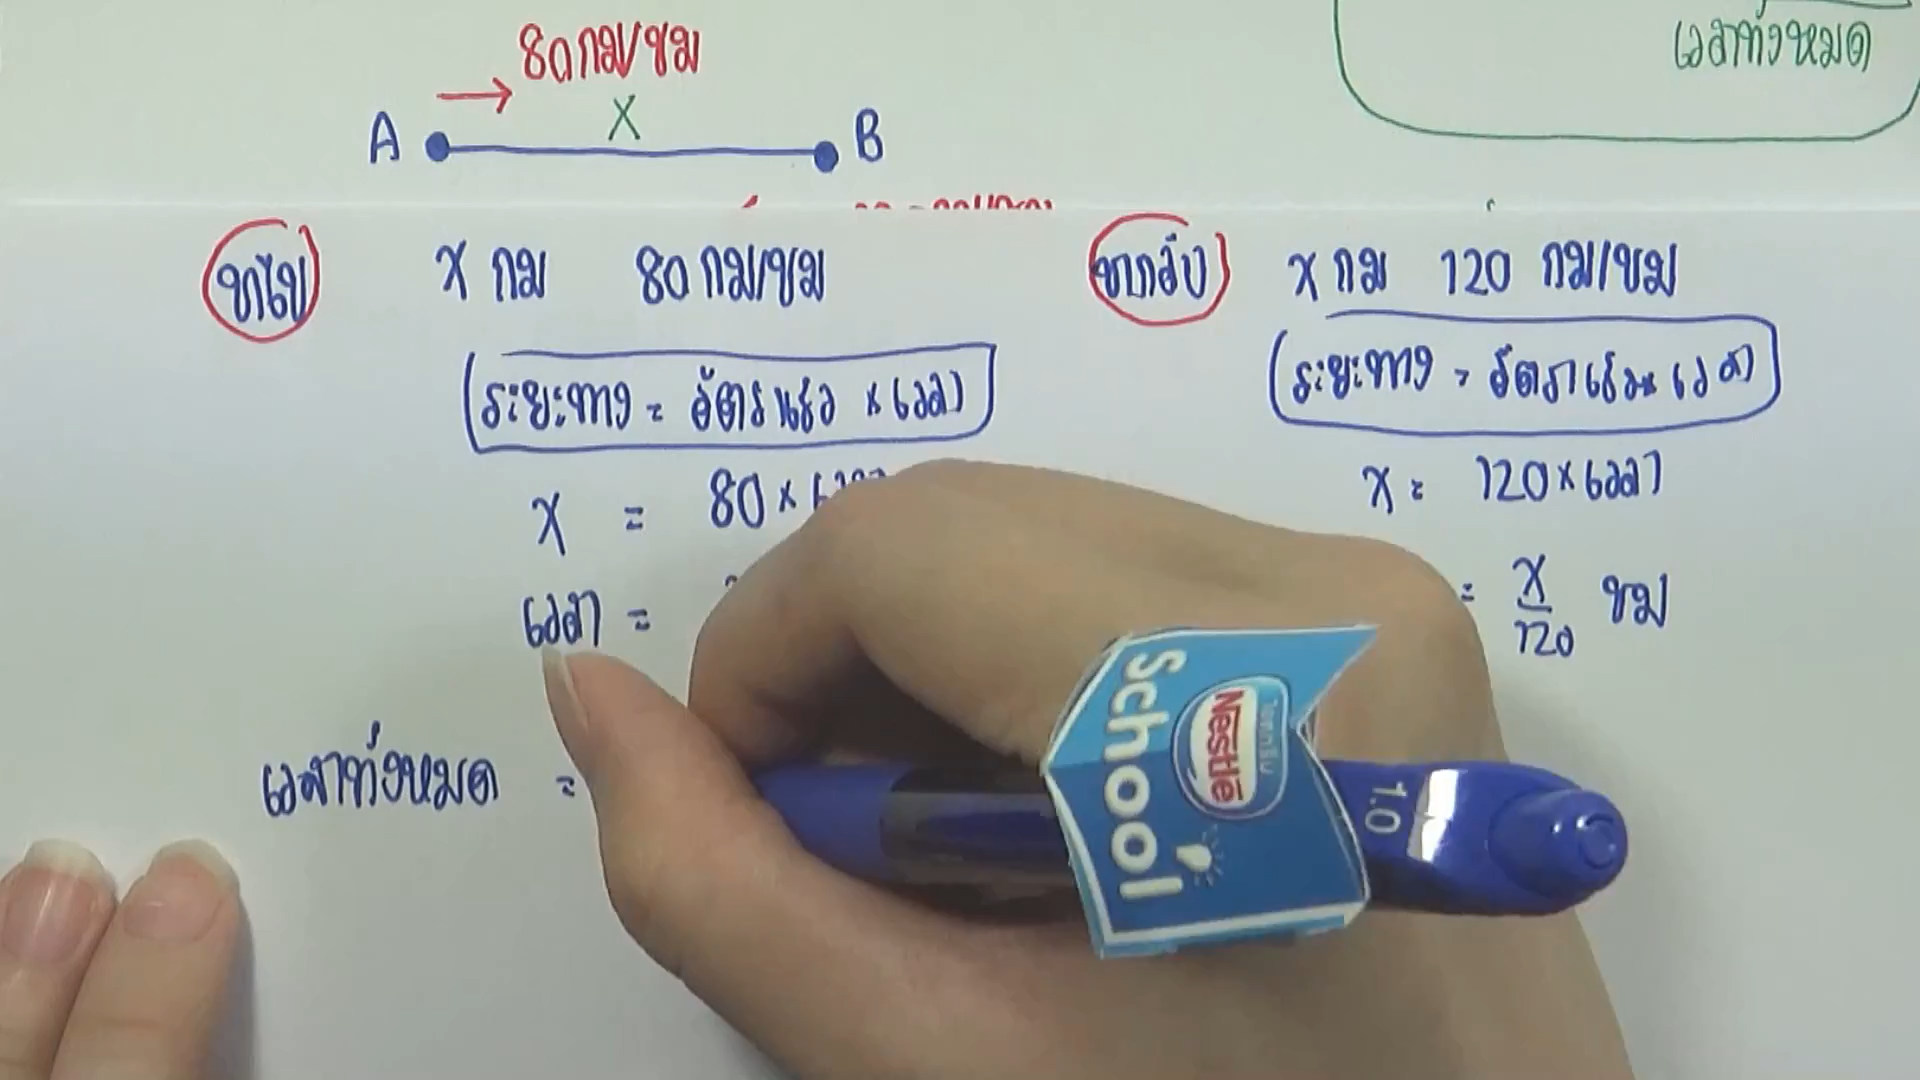 80 กม/ชม
เวลาทั้งหมด
A X B
ขาไป x กม 80 กม/ชม
ขากลับ x กม 120 กม/ชม
ระยะทาง = อัตราเร็ว × เวลา
ระยะทาง = อัตราเร็ว × เวลา
x = 80 ×
x = 120 × เวลา
เวลา =
= x/120 ชม
เวลาทั้งหมด =
Nestlé
School
1.0